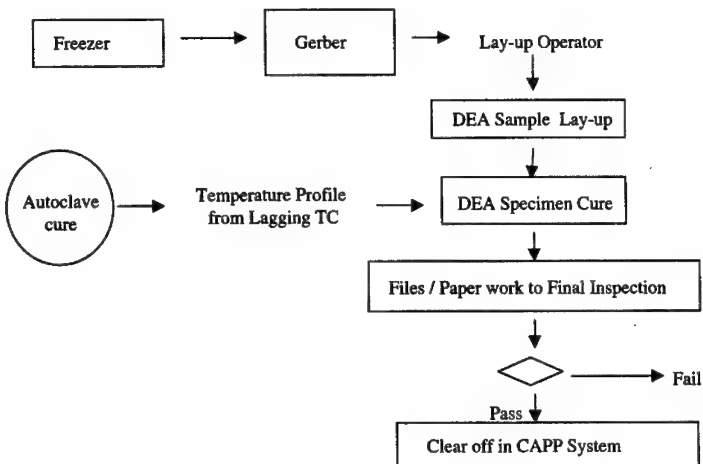 Freezer
Gerber
Lay-up Operator
DEA Sample Lay-up
Autoclave
cure
Temperature Profile
from Lagging TC
DEA Specimen Cure
Files / Paper work to Final Inspection
Fail
Pass
Clear off in CAPP System